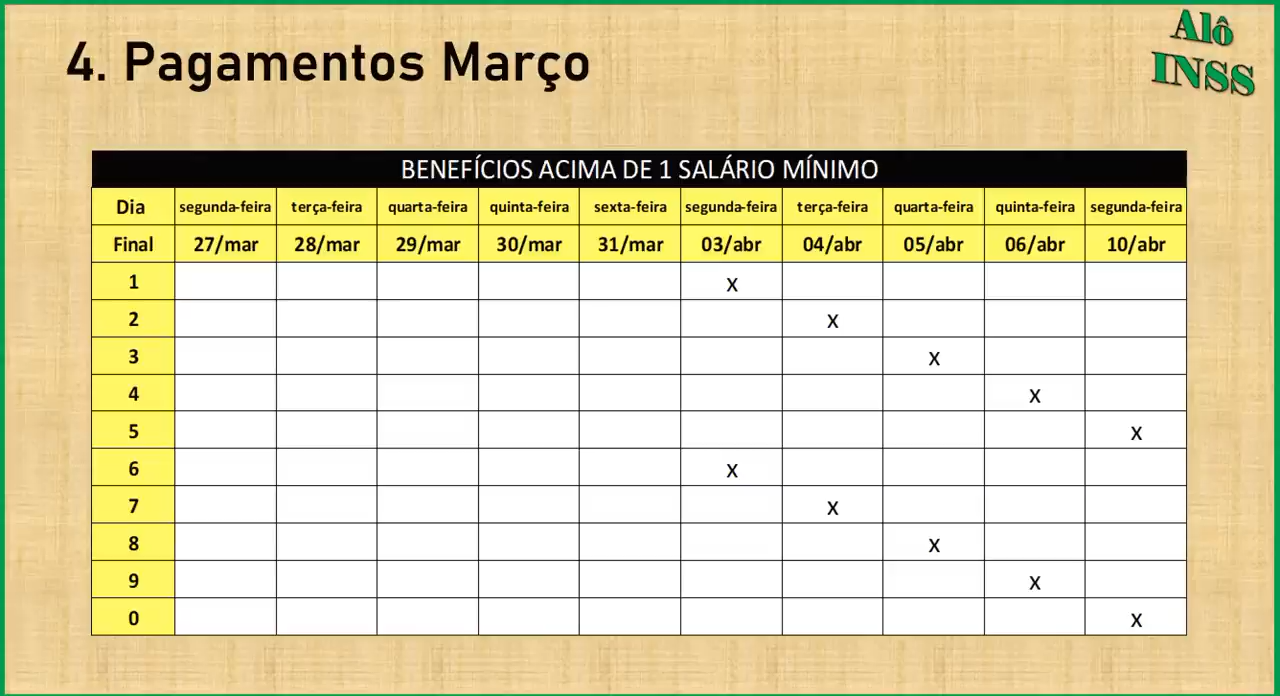 4. Pagamentos Março
Alô
INSS
BENEFÍCIOS ACIMA DE 1 SALÁRIO MÍNIMO
Dia segunda-feira terça-feira quarta-feira quinta-feira sexta-feira segunda-feira terça-feira quarta-feira quinta-feira segunda-feira
Final 27/mar 28/mar 29/mar 30/mar 31/mar 03/abr 04/abr 05/abr 06/abr 10/abr
1 x
2 x
3 x
4 x
5 x
6 x
7 x
8 x
9 x
0 x